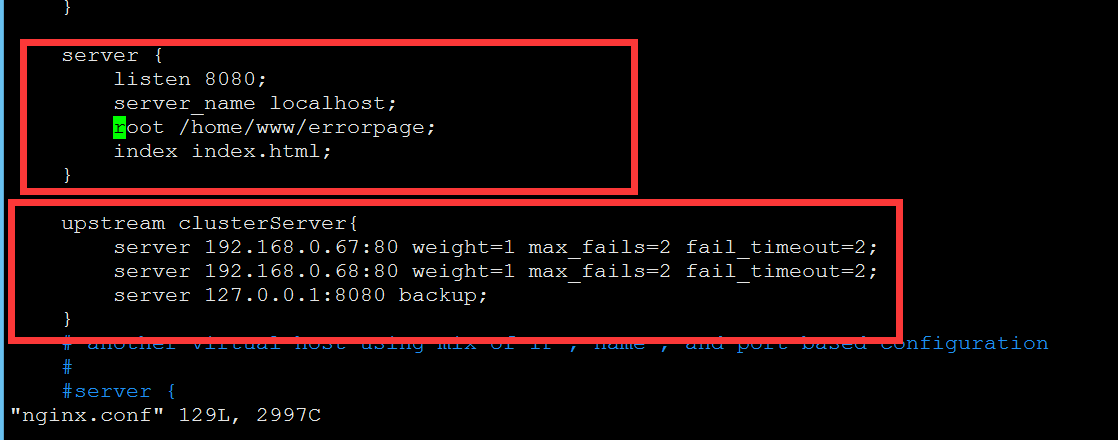 }
server {
listen 8080;
server_name localhost;
root /home/www/errorpage;
index index.html;
}
upstream clusterServer{
server 192.168.0.67:80 weight=1 max_fails=2 fail_timeout=2;
server 192.168.0.68:80 weight=1 max_fails=2 fail_timeout=2;
server 127.0.0.1:8080 backup;
}
# another virtual host using mix of IP-, name-, and port-based configuration
#
#server {
"nginx.conf" 129L, 2997C